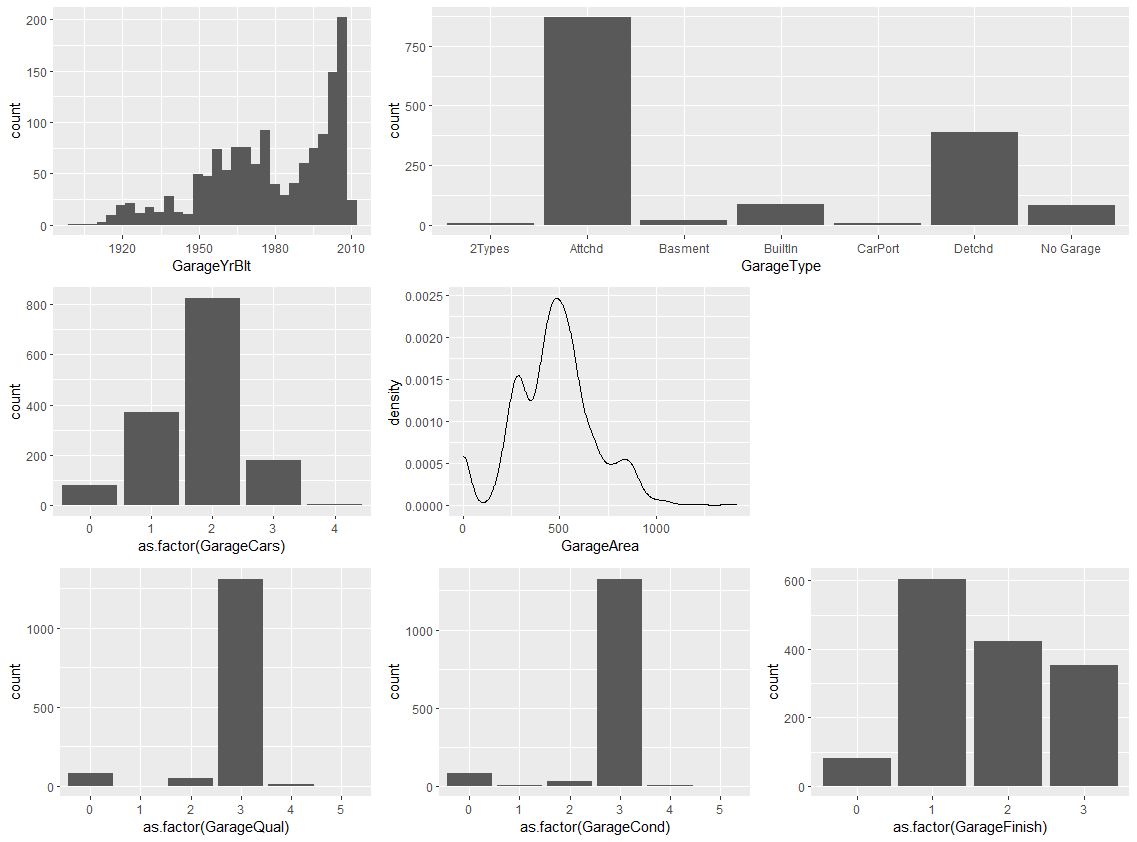 200
150
100
50
0
count
1920 1950 1980 2010
GarageYrBlt
750
500
250
0
count
2Types Attchd Basment BuiltIn CarPort Detchd No Garage
GarageType
800
600
400
200
0
count
0 1 2 3 4
as.factor(GarageCars)
0.0025
0.0020
0.0015
0.0010
0.0005
0.0000
density
0 500 1000
GarageArea
1000
500
0
count
0 1 2 3 4 5
as.factor(GarageQual)
1000
500
0
count
0 1 2 3 4 5
as.factor(GarageCond)
600
400
200
0
count
0 1 2 3
as.factor(GarageFinish)